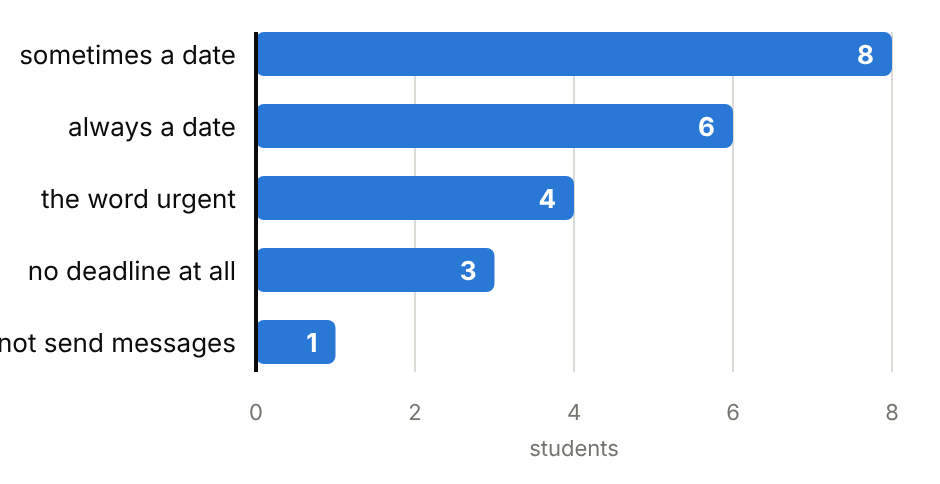 sometimes a date 8
always a date 6
the word urgent 4
no deadline at all 3
not send messages 1
0 2 4 6 8
students